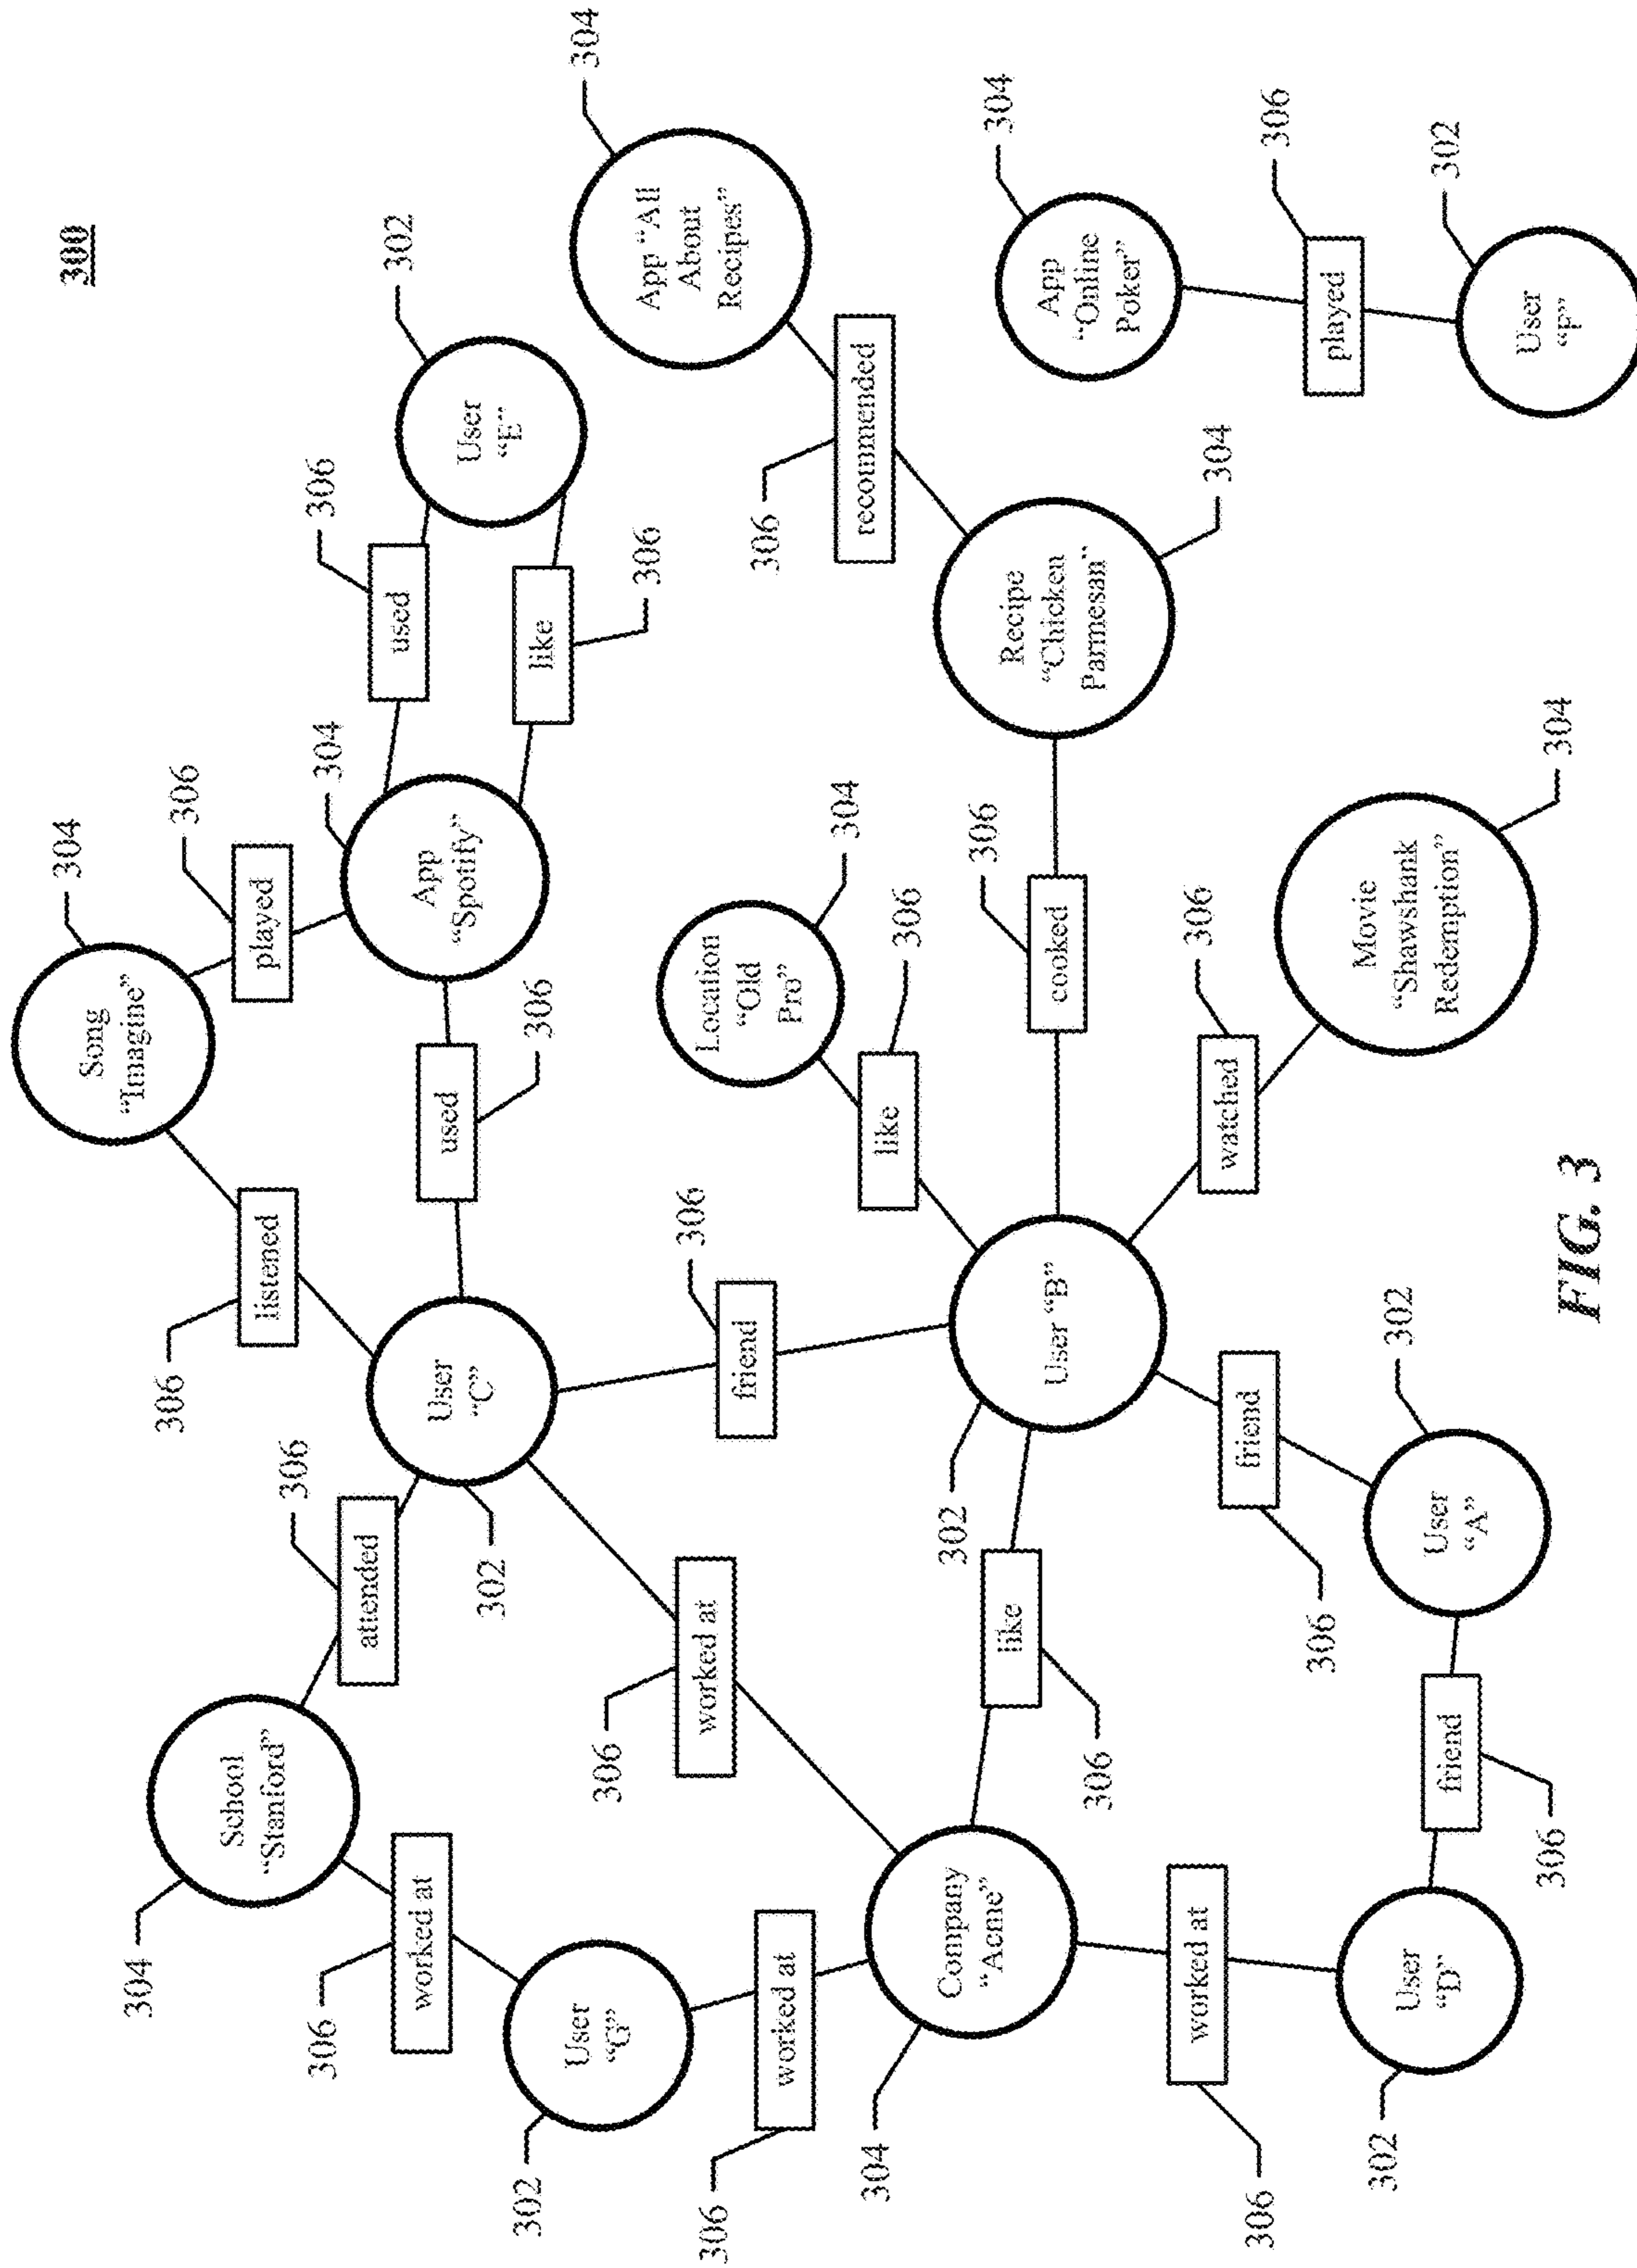 300
304
Song
“Imagine”
304
School
“Stanford”
306
listened
306
played
306
attended
306
used
302
User
“E”
306
worked at
304
App
“Spotify”
306
used
302
User
“C”
302
306
like
302
User
“G”
304
App “All
About
Recipes”
306
worked at
306
friend
306
worked at
304
Location
“Old
Pro”
306
recommended
304
Company
“Acme”
306
like
306
like
302
User “B”
306
cooked
304
Recipe
“Chicken
Parmesan”
304
App
“Online
Poker”
306
worked at
306
friend
306
watched
306
played
302
User
“D”
306
friend
302
User
“A”
304
Movie
“Shawshank
Redemption”
302
User
“F”
FIG. 3